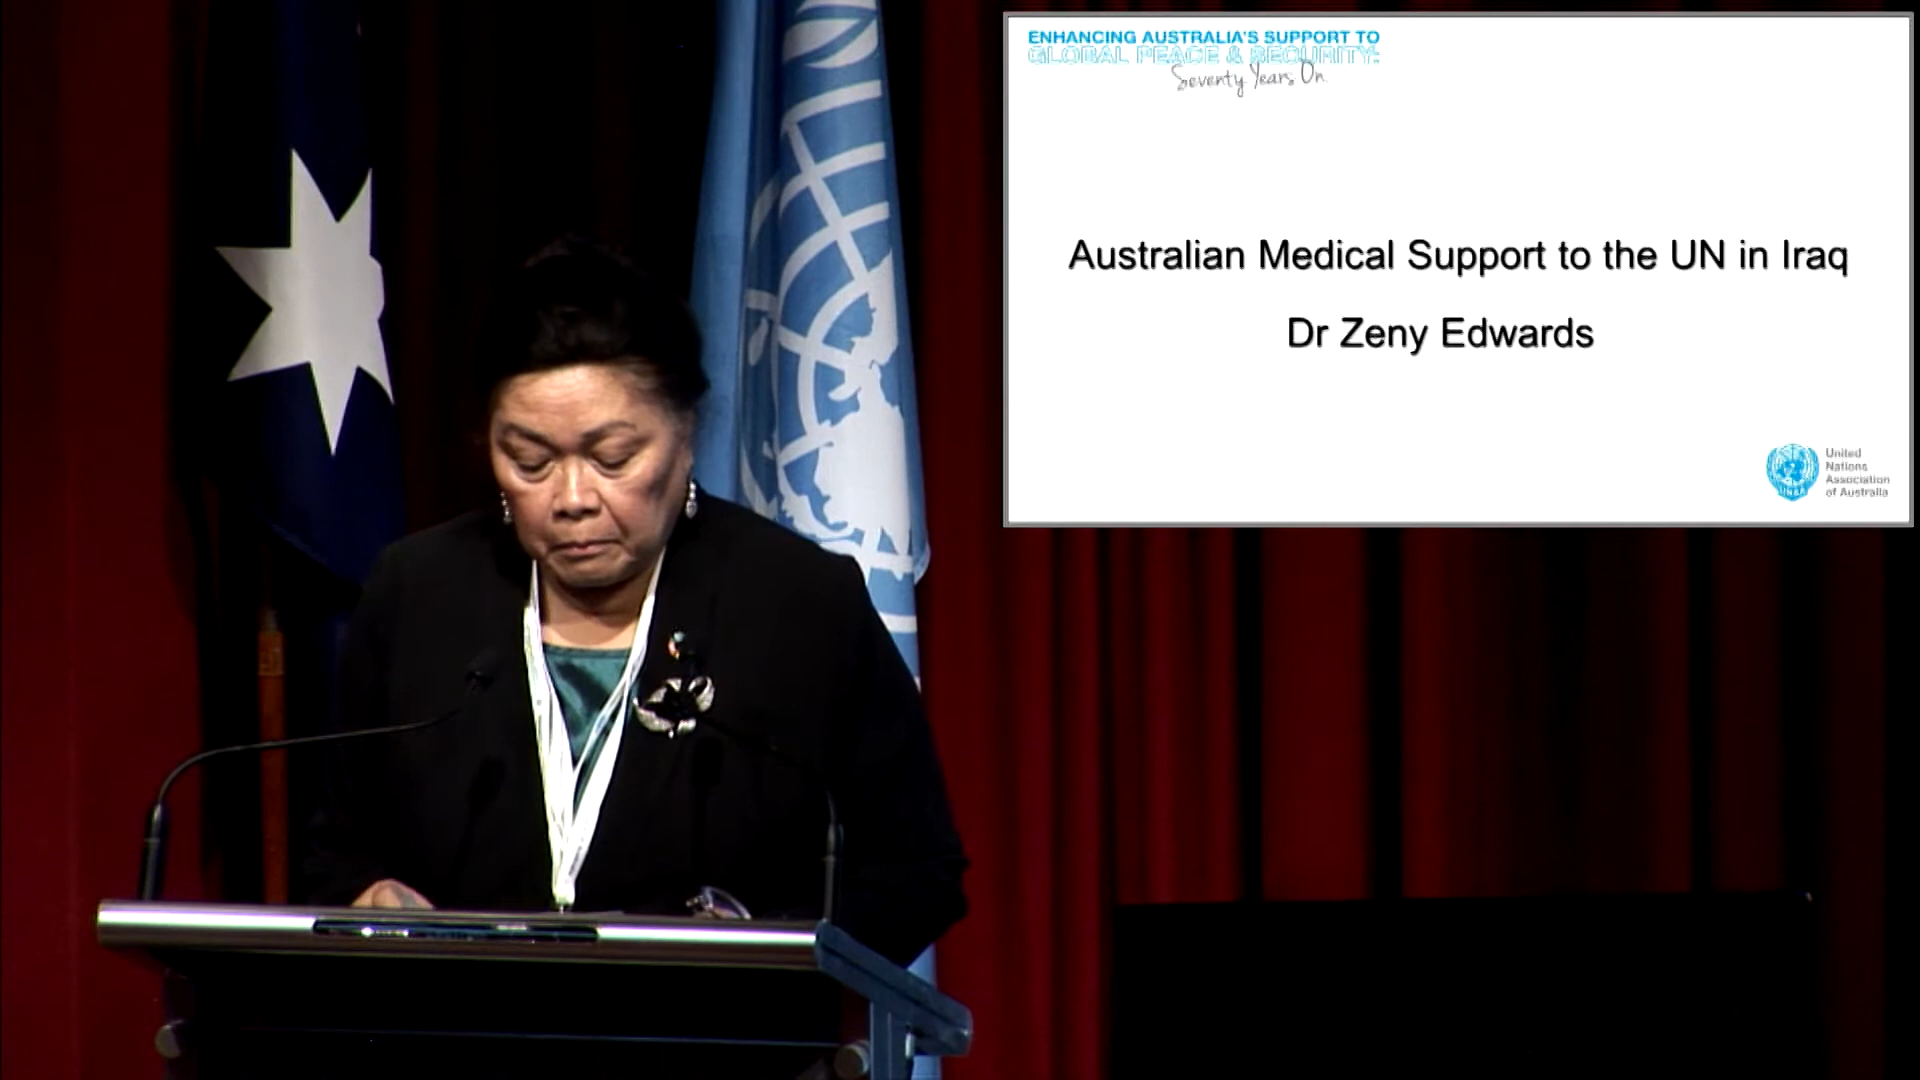 ENHANCING AUSTRALIA'S SUPPORT TO
GLOBAL PEACE & SECURITY:
Seventy Years On
Australian Medical Support to the UN in Iraq
Dr Zeny Edwards
United
Nations
Association
of Australia
UNAA